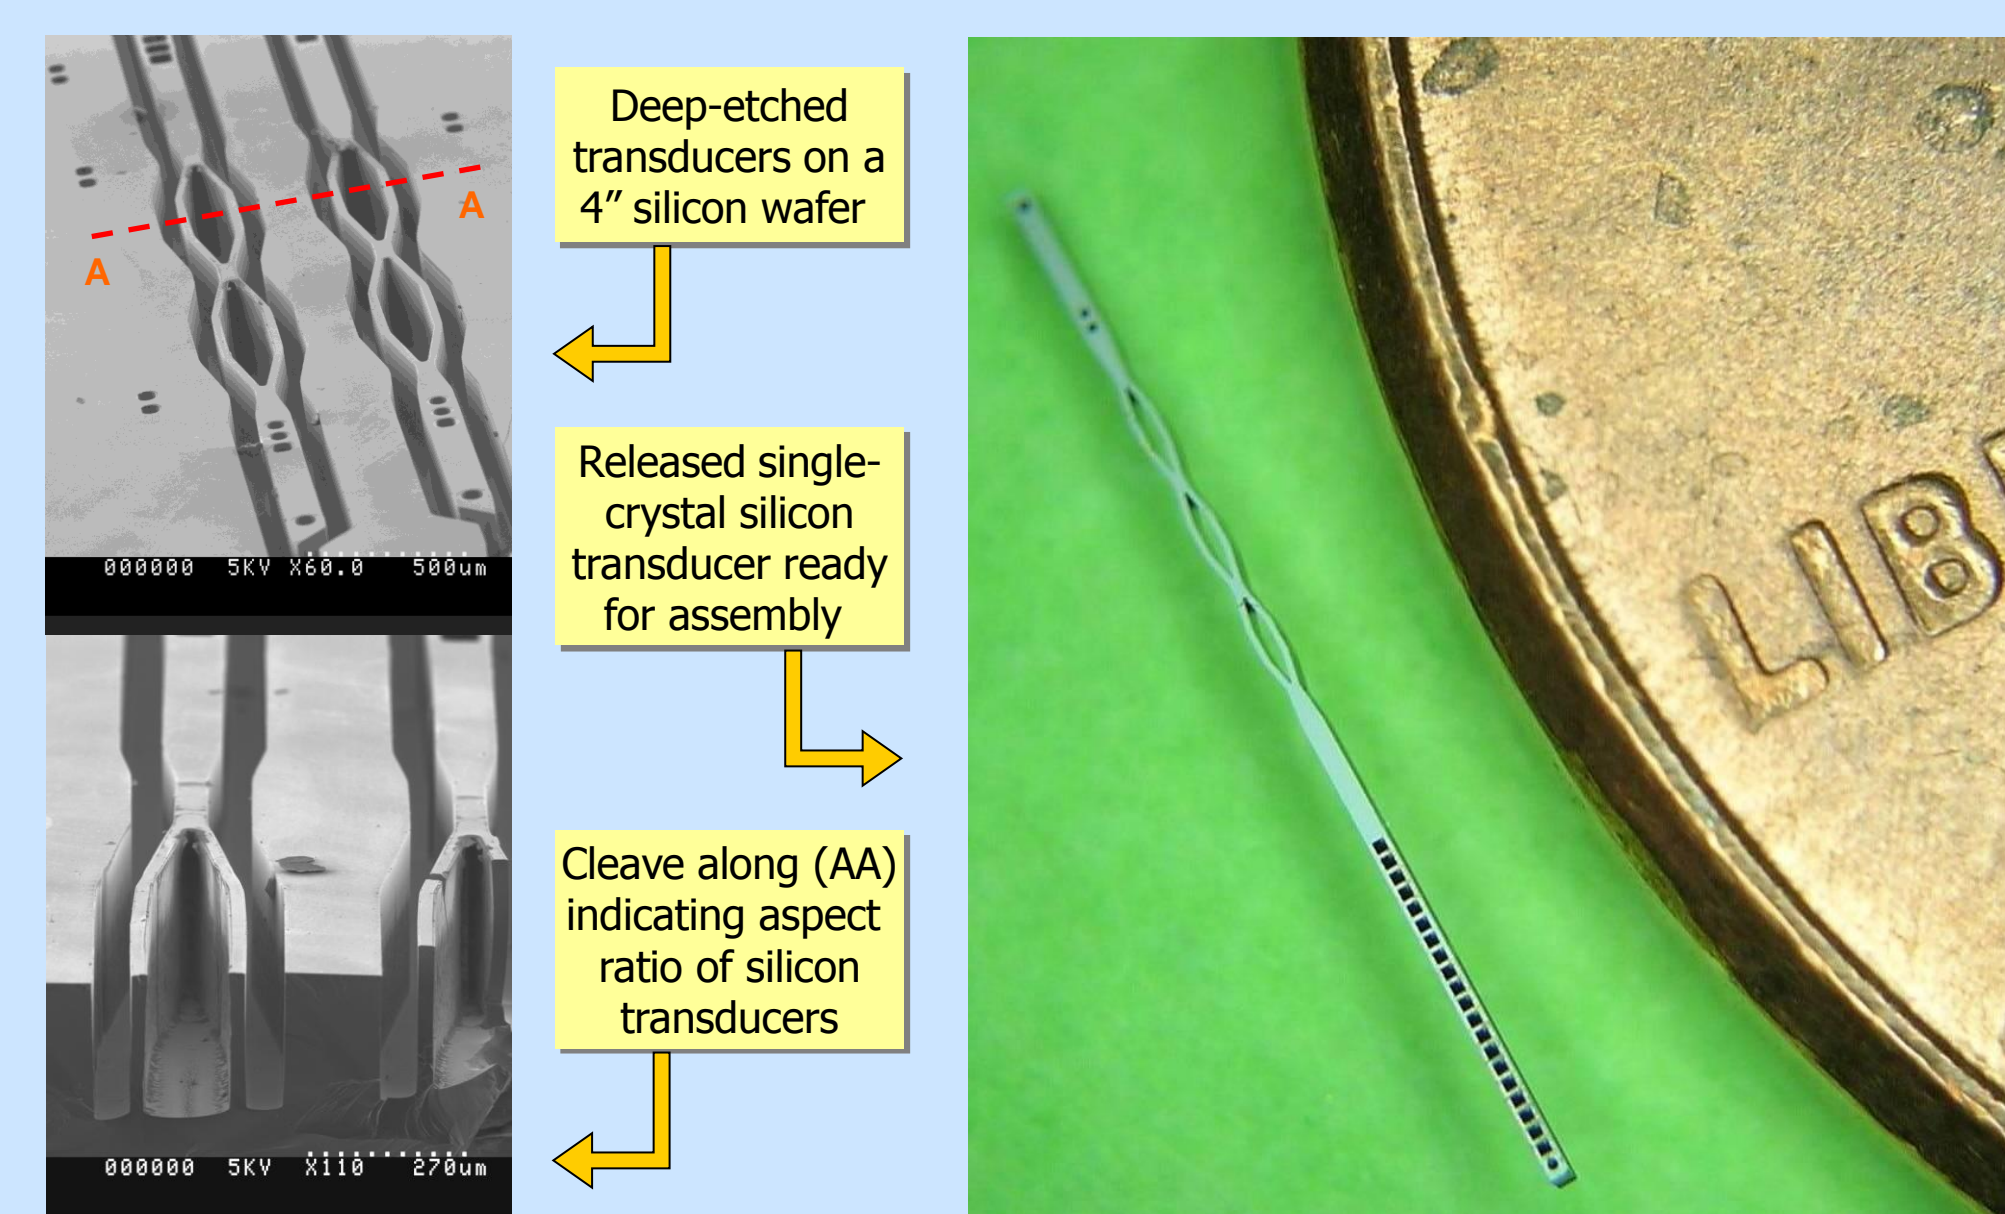 A
A
000000 5KV X60.0 500um
Deep-etched
transducers on a
4” silicon wafer
Released single-
crystal silicon
transducer ready
for assembly
Cleave along (AA)
indicating aspect
ratio of silicon
transducers
000000 5KV X110 270um
LIB